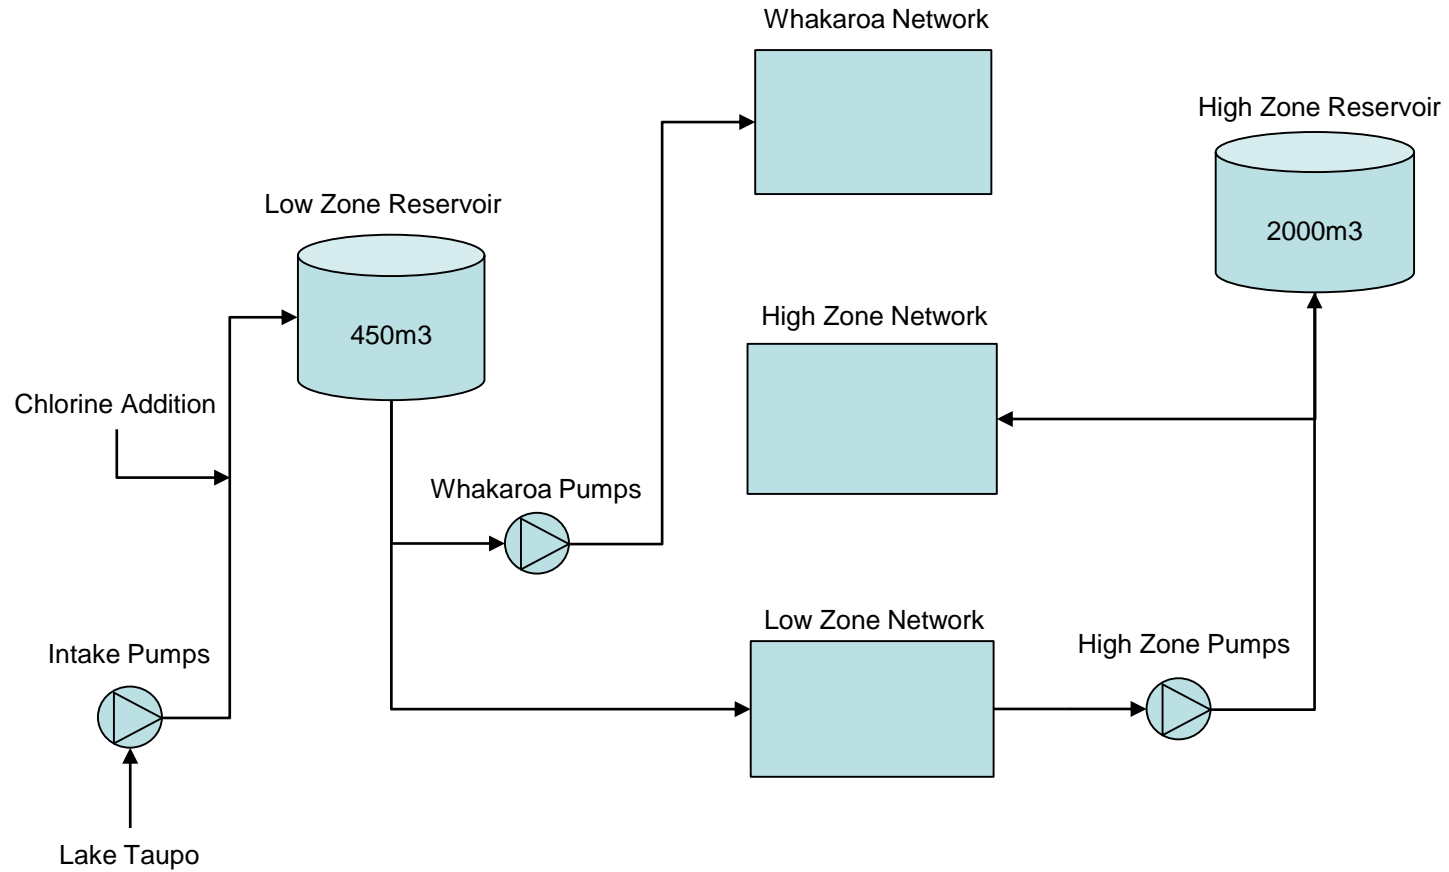 Whakaroa Network
High Zone Reservoir
Low Zone Reservoir
2000m3
High Zone Network
450m3
Chlorine Addition
Whakaroa Pumps
Low Zone Network
High Zone Pumps
Intake Pumps
Lake Taupo